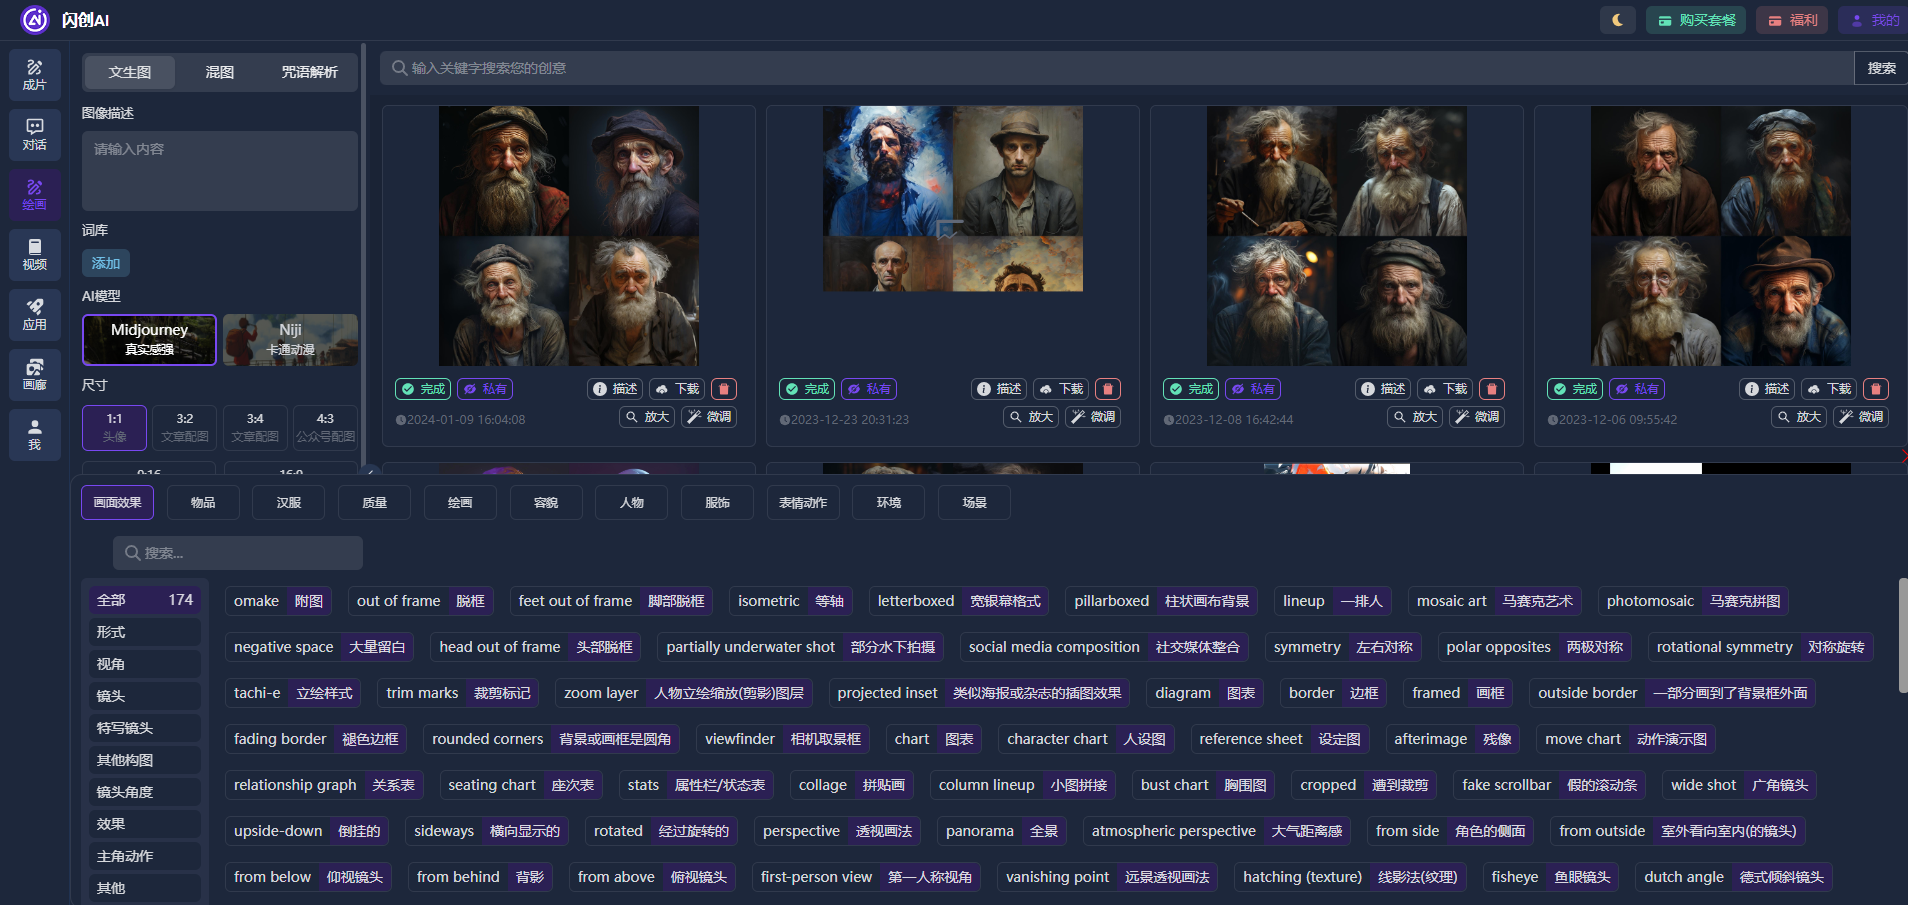 闪创AI
购买套餐
福利
我的
成片
对话
绘画
视频
应用
画廊
我
文生图 混图 咒语解析
图像描述
请输入内容
词库
添加
AI模型
Midjourney
真实感强
Niji
卡通动漫
尺寸
1:1
头像
3:2
文章配图
3:4
文章配图
4:3
公众号配图
9:16 16:9
输入关键字搜索您的创意
搜索
完成 私有 描述 下载
2024-01-09 16:04:08 放大 微调
完成 私有 描述 下载
2023-12-23 20:31:23 放大 微调
完成 私有 描述 下载
2023-12-08 16:42:44 放大 微调
完成 私有 描述 下载
2023-12-06 09:55:42 放大 微调
画面效果 物品 汉服 质量 绘画 容貌 人物 服饰 表情动作 环境 场景
搜索...
全部 174
形式
视角
镜头
特写镜头
其他构图
镜头角度
效果
主角动作
其他
omake 附图 out of frame 脱框 feet out of frame 脚部脱框 isometric 等轴 letterboxed 宽银幕格式 pillarboxed 柱状画布背景 lineup 一排人 mosaic art 马赛克艺术 photomosaic 马赛克拼图
negative space 大量留白 head out of frame 头部脱框 partially underwater shot 部分水下拍摄 social media composition 社交媒体整合 symmetry 左右对称 polar opposites 两极对称 rotational symmetry 对称旋转
tachi-e 立绘样式 trim marks 裁剪标记 zoom layer 人物立绘缩放(剪影)图层 projected inset 类似海报或杂志的插图效果 diagram 图表 border 边框 framed 画框 outside border 一部分画到了背景框外面
fading border 褪色边框 rounded corners 背景或画框是圆角 viewfinder 相机取景框 chart 图表 character chart 人设图 reference sheet 设定图 afterimage 残像 move chart 动作演示图
relationship graph 关系表 seating chart 座次表 stats 属性栏/状态表 collage 拼贴画 column lineup 小图拼接 bust chart 胸围图 cropped 遭到裁剪 fake scrollbar 假的滚动条 wide shot 广角镜头
upside-down 倒挂的 sideways 横向显示的 rotated 经过旋转的 perspective 透视画法 panorama 全景 atmospheric perspective 大气距离感 from side 角色的侧面 from outside 室外看向室内(的镜头)
from below 仰视镜头 from behind 背影 from above 俯视镜头 first-person view 第一人称视角 vanishing point 远景透视画法 hatching (texture) 线影法(纹理) fisheye 鱼眼镜头 dutch angle 德式倾斜镜头